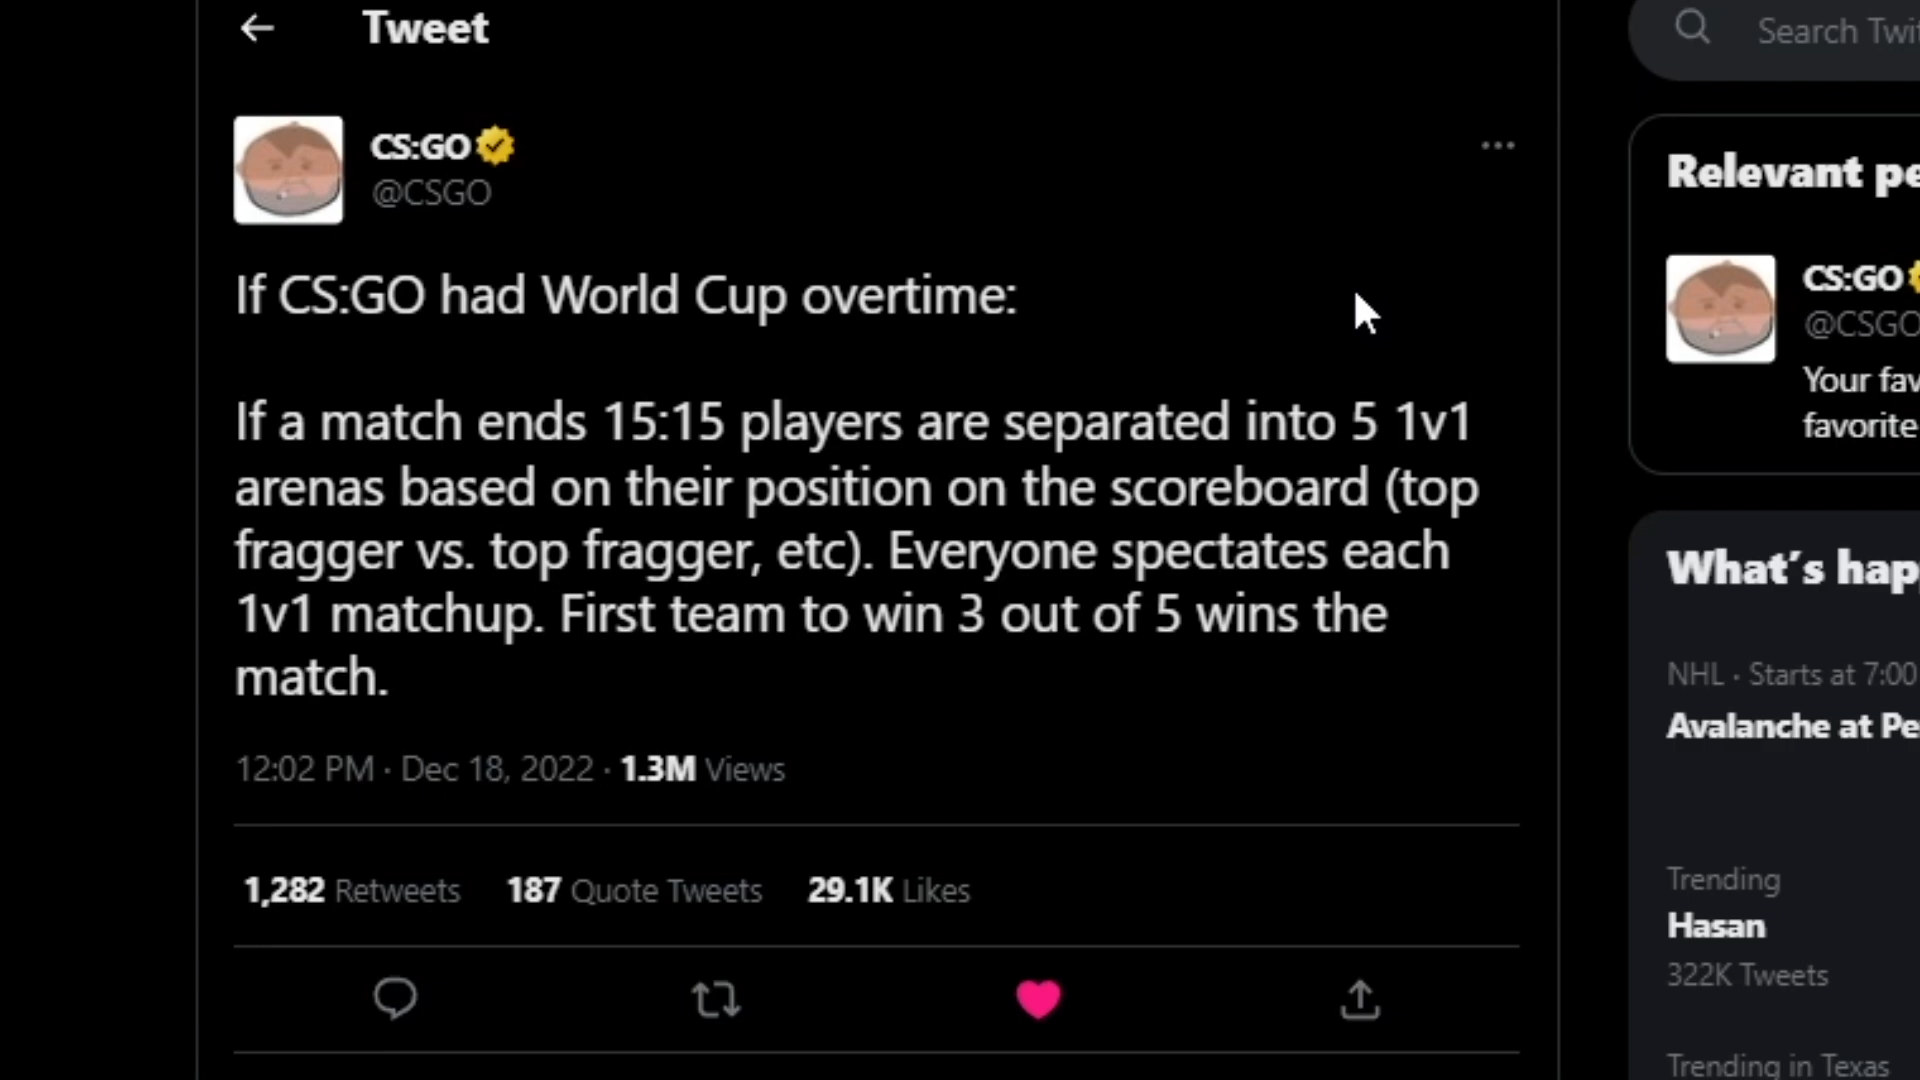 Tweet
CS:GO
@CSGO
If CS:GO had World Cup overtime:
If a match ends 15:15 players are separated into 5 1v1
arenas based on their position on the scoreboard (top
fragger vs. top fragger, etc). Everyone spectates each
1v1 matchup. First team to win 3 out of 5 wins the
match.
12:02 PM · Dec 18, 2022 · 1.3M Views
1,282 Retweets 187 Quote Tweets 29.1K Likes
Search
Relevant
CS:GO
@CSGO
Your
favorite
What's
NHL · Starts at 7:00
Avalanche at
Trending
Hasan
322K Tweets
Trending in Texas